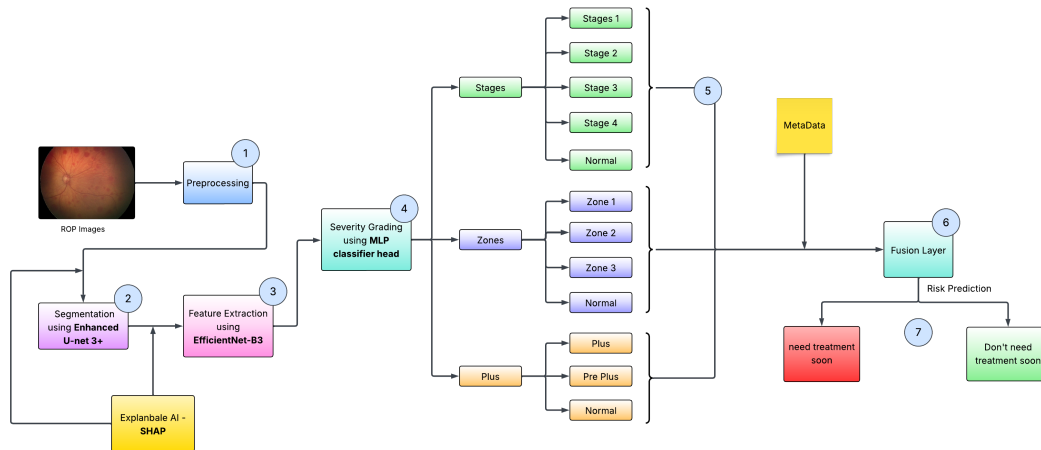 ROP Images
1
Preprocessing
2
Segmentation
using Enhanced
U-net 3+
Explanbale AI -
SHAP
3
Feature Extraction
using
EfficientNet-B3
4
Severity Grading
using MLP
classifier head
Stages
Stages 1
Stage 2
Stage 3
Stage 4
Normal
Zones
Zone 1
Zone 2
Zone 3
Normal
Plus
Plus
Pre Plus
Normal
5
MetaData
6
Fusion Layer
Risk Prediction
7
need treatment
soon
Don't need
treatment soon